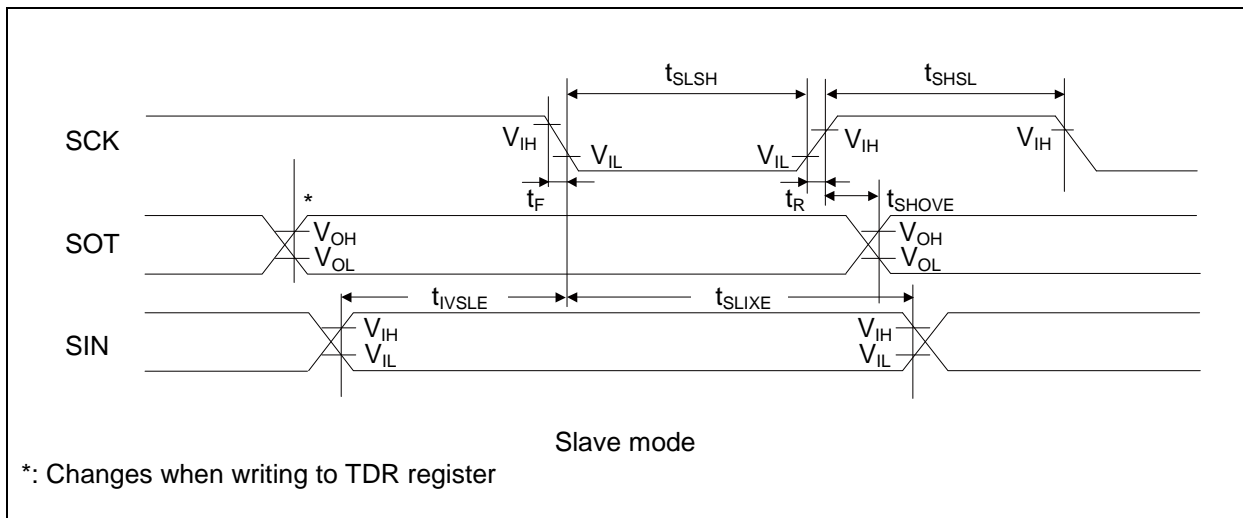 tSLSH
tSHSL
SCK
VIH
VIL
VIL
VIH
VIH
tF
tR
tSHOVE
*
SOT
VOH
VOL
VOH
VOL
tIVSLE
tSLIXE
SIN
VIH
VIL
VIH
VIL
Slave mode
*: Changes when writing to TDR register